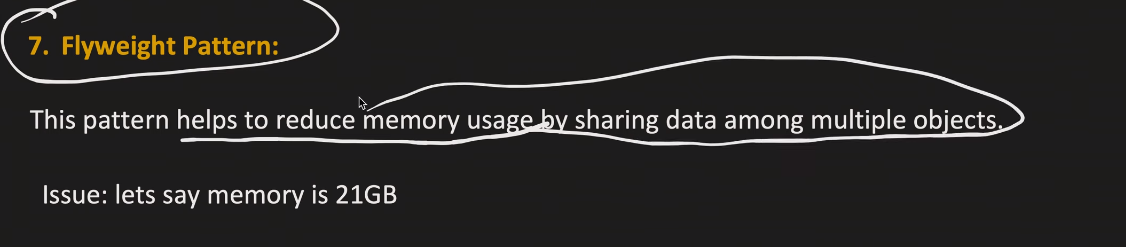 7. Flyweight Pattern:
This pattern helps to reduce memory usage by sharing data among multiple objects.
Issue: lets say memory is 21GB